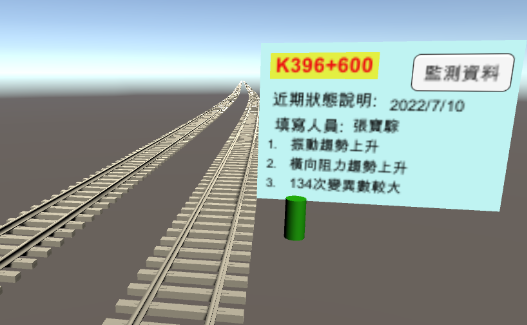 K396+600
監測資料
近期狀態說明: 2022/7/10
填寫人員: 張寶騌
1. 振動趨勢上升
2. 橫向阻力趨勢上升
3. 134次變異數較大